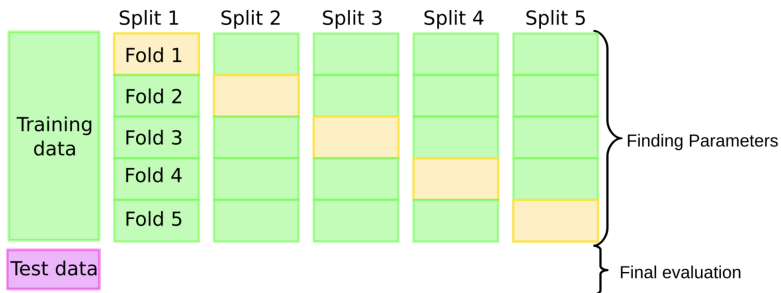 Split 1 Split 2 Split 3 Split 4 Split 5
Training
data
Fold 1
Fold 2
Fold 3
Fold 4
Fold 5
Finding Parameters
Test data
Final evaluation